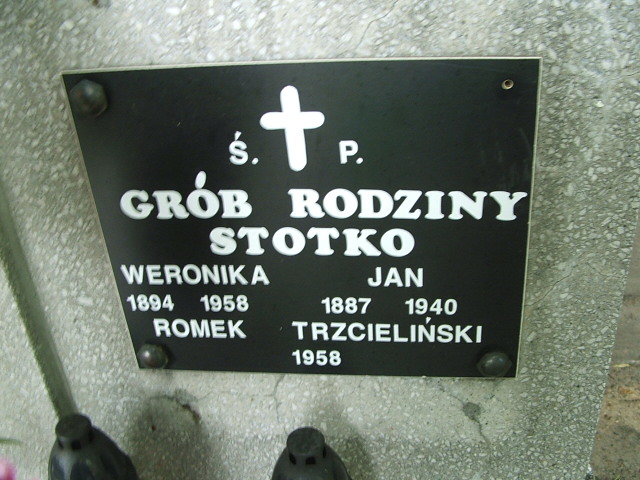 Ś. P.
GRÓB RODZINY
STOTKO
WERONIKA JAN
1894 1958 1887 1940
ROMEK TRZCIELIŃSKI
1958